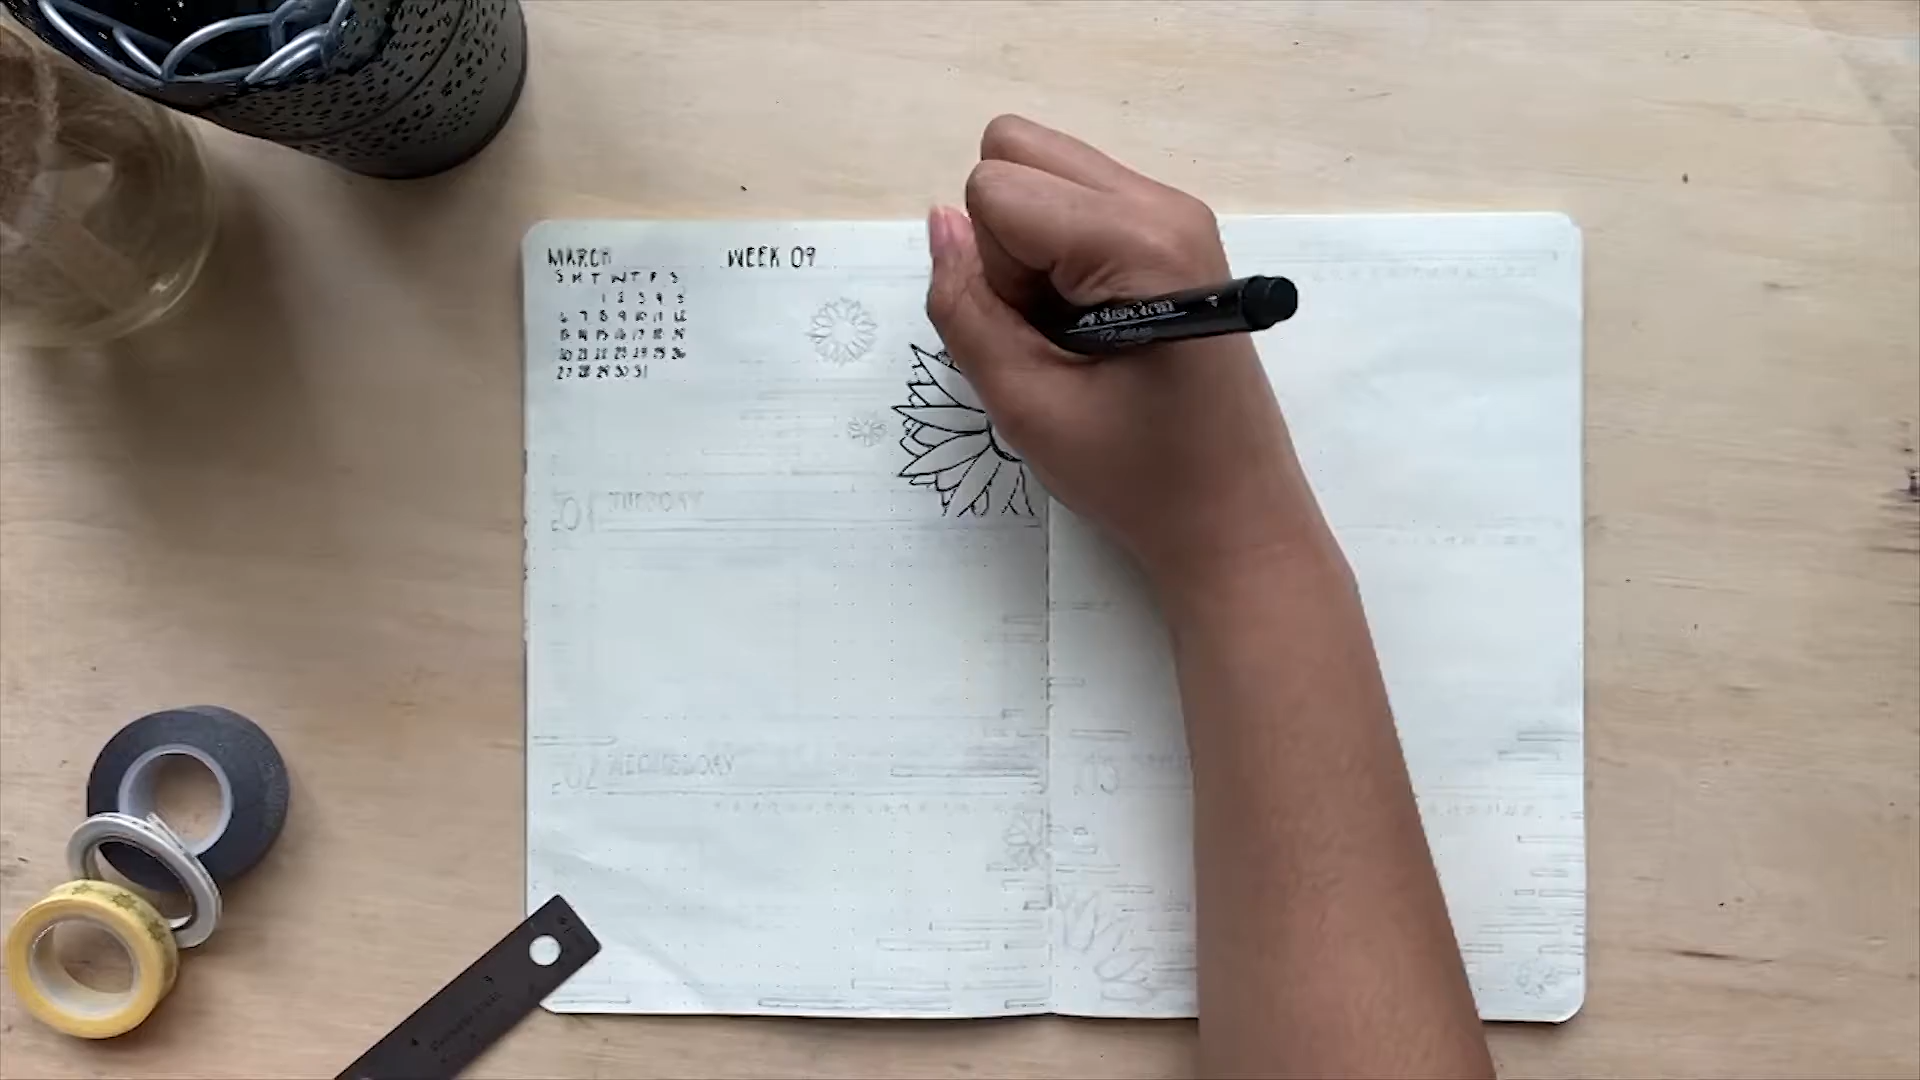 MARCH
WEEK 09
S M T W T F S
1 2 3 4 5
6 7 8 9 10 11 12
13 14 15 16 17 18 19
20 21 22 23 24 25 26
27 28 29 30 31
01 TUESDAY
02 WEDNESDAY